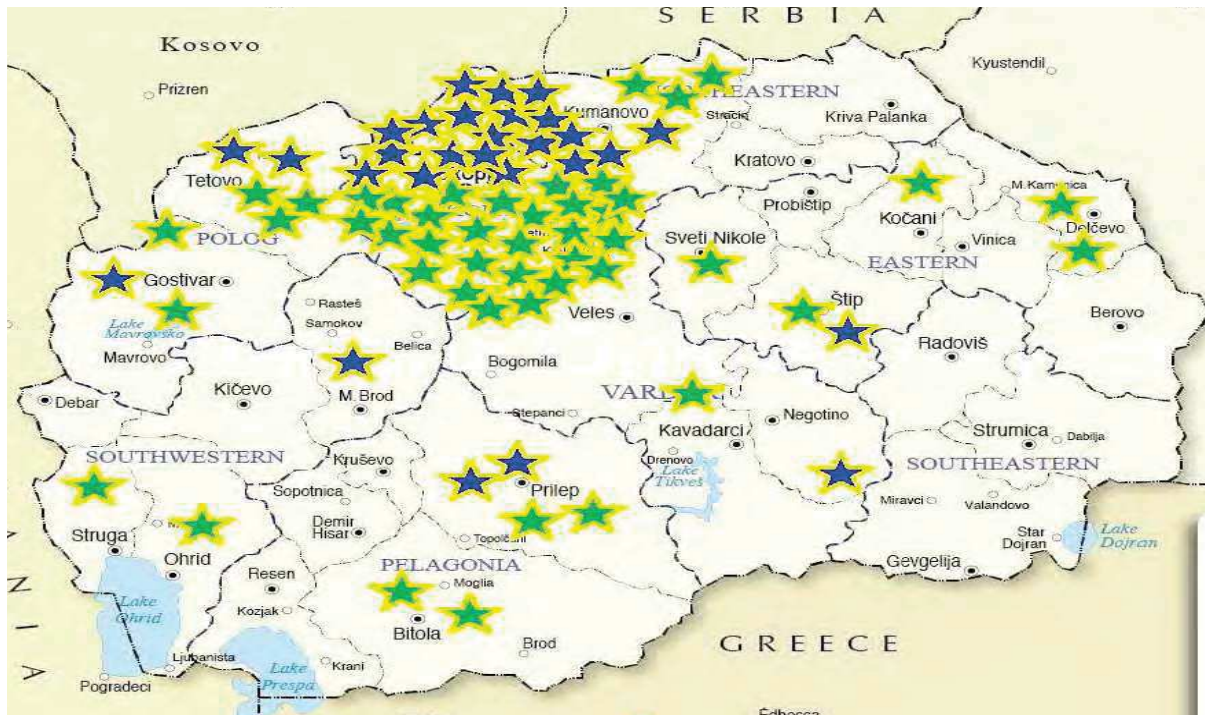 SERBIA
Kosovo
Kyustendil
Prizren
Kumanovo
Stracin
Kriva Palanka
Kratovo
Tetovo
Probištip
M.Kamenica
Kočani
Delčevo
Vinica
Sveti Nikole
POLOG
EASTERN
Gostivar
Rasteš
Štip
Lake
Mavrovsko
Samokov
Veles
Berovo
Mavrovo
Belica
Radoviš
Bogomila
Kičevo
M. Brod
Debar
Stepanci
Negotino
Kavadarci
Strumica
Dabilja
SOUTHWESTERN
Kruševo
Drenovo
Lake
Tikveš
SOUTHEASTERN
Sopotnica
Prilep
Miravci
Valandovo
Struga
Demir
Hisar
Topolčani
Star
Dojran
Lake
Dojran
Ohrid
PELAGONIA
Gevgelija
Resen
Moglia
Kozjak
Lake
Ohrid
Bitola
GREECE
Brod
Ljubanista
Krani
Lake
Prespa
Pogradeci